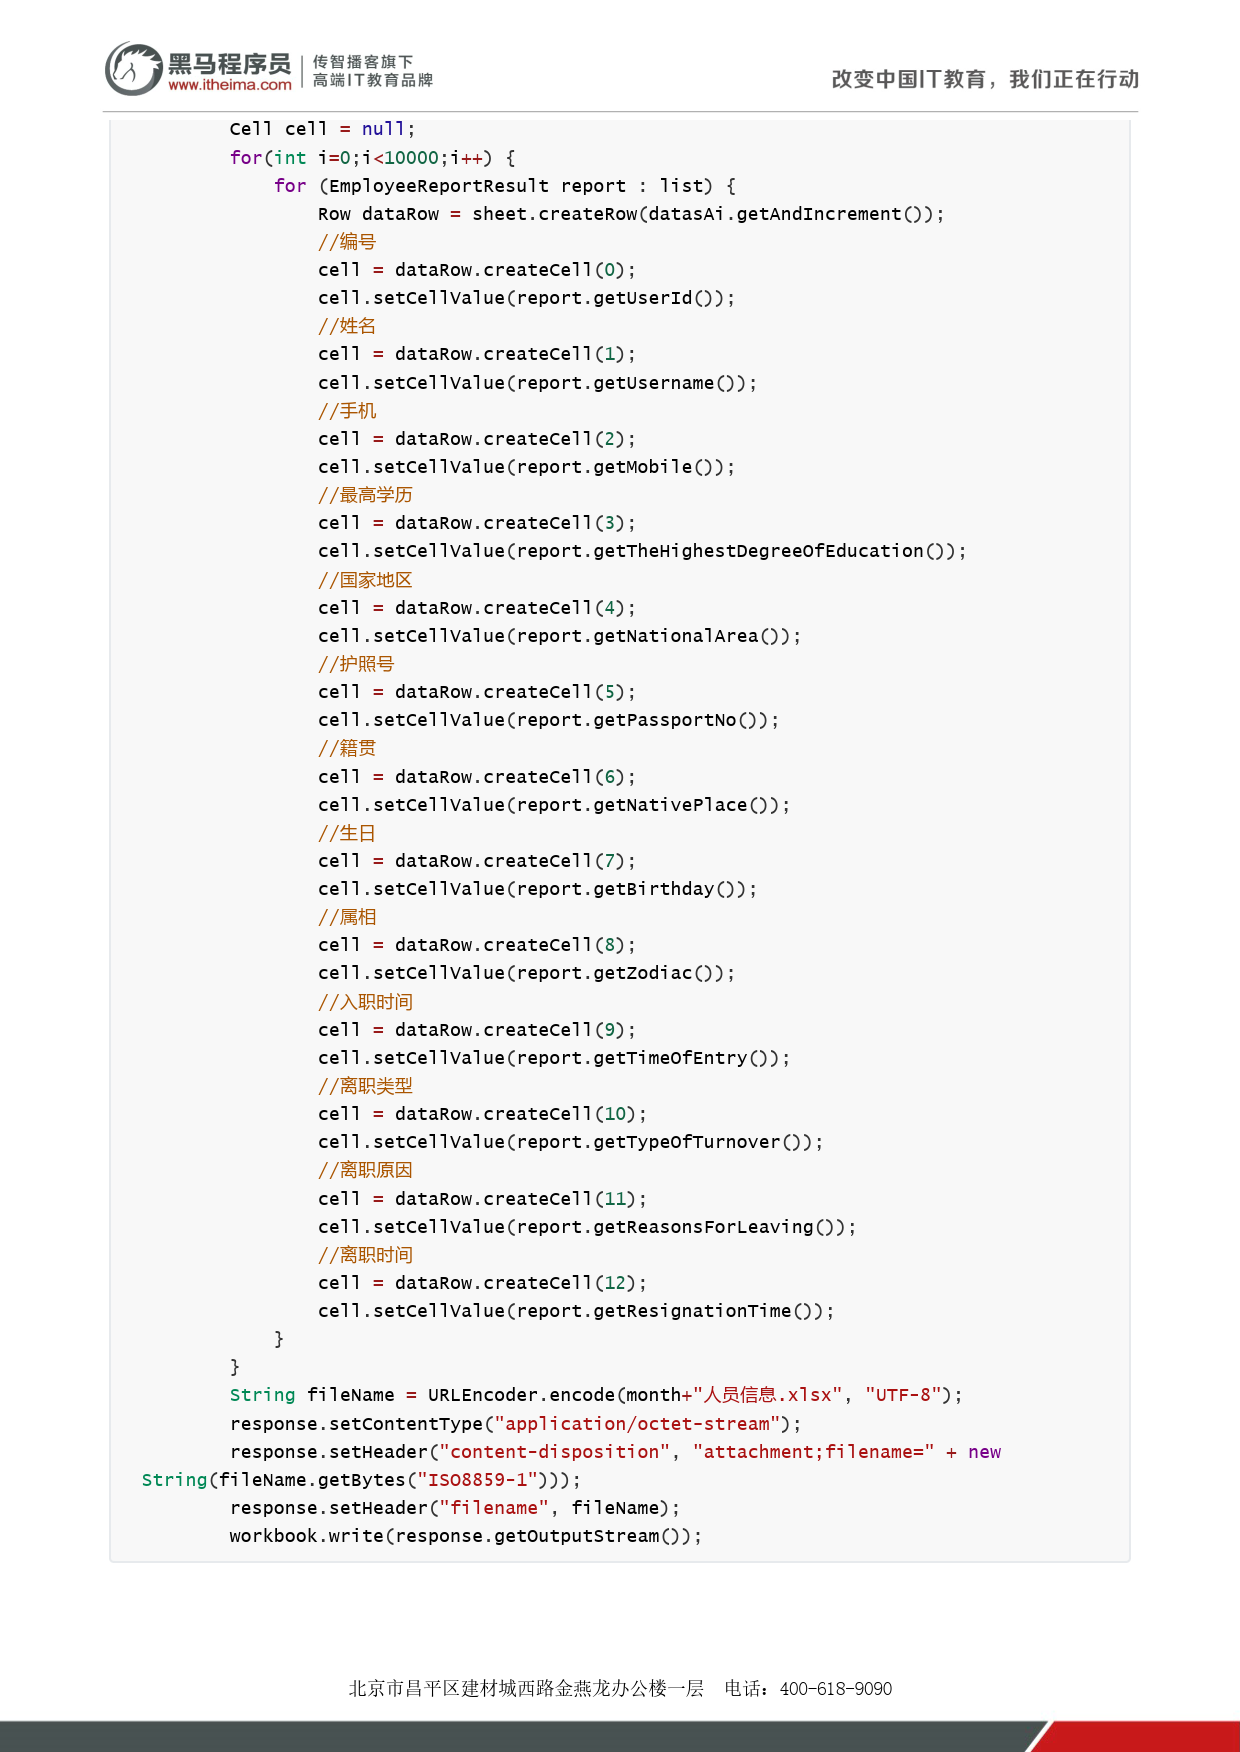 黑马程序员
www.itheima.com
传智播客旗下
高端IT教育品牌
改变中国IT教育，我们正在行动
        Cell cell = null;
        for(int i=0;i<10000;i++) {
            for (EmployeeReportResult report : list) {
                Row dataRow = sheet.createRow(datasAi.getAndIncrement());
                //编号
                cell = dataRow.createCell(0);
                cell.setCellValue(report.getUserId());
                //姓名
                cell = dataRow.createCell(1);
                cell.setCellValue(report.getUsername());
                //手机
                cell = dataRow.createCell(2);
                cell.setCellValue(report.getMobile());
                //最高学历
                cell = dataRow.createCell(3);
                cell.setCellValue(report.getTheHighestDegreeOfEducation());
                //国家地区
                cell = dataRow.createCell(4);
                cell.setCellValue(report.getNationalArea());
                //护照号
                cell = dataRow.createCell(5);
                cell.setCellValue(report.getPassportNo());
                //籍贯
                cell = dataRow.createCell(6);
                cell.setCellValue(report.getNativePlace());
                //生日
                cell = dataRow.createCell(7);
                cell.setCellValue(report.getBirthday());
                //属相
                cell = dataRow.createCell(8);
                cell.setCellValue(report.getZodiac());
                //入职时间
                cell = dataRow.createCell(9);
                cell.setCellValue(report.getTimeOfEntry());
                //离职类型
                cell = dataRow.createCell(10);
                cell.setCellValue(report.getTypeOfTurnover());
                //离职原因
                cell = dataRow.createCell(11);
                cell.setCellValue(report.getReasonsForLeaving());
                //离职时间
                cell = dataRow.createCell(12);
                cell.setCellValue(report.getResignationTime());
            }
        }
        String fileName = URLEncoder.encode(month+"人员信息.xlsx", "UTF-8");
        response.setContentType("application/octet-stream");
        response.setHeader("content-disposition", "attachment;filename=" + new
String(fileName.getBytes("ISO8859-1")));
        response.setHeader("filename", fileName);
        workbook.write(response.getOutputStream());
北京市昌平区建材城西路金燕龙办公楼一层 电话：400-618-9090